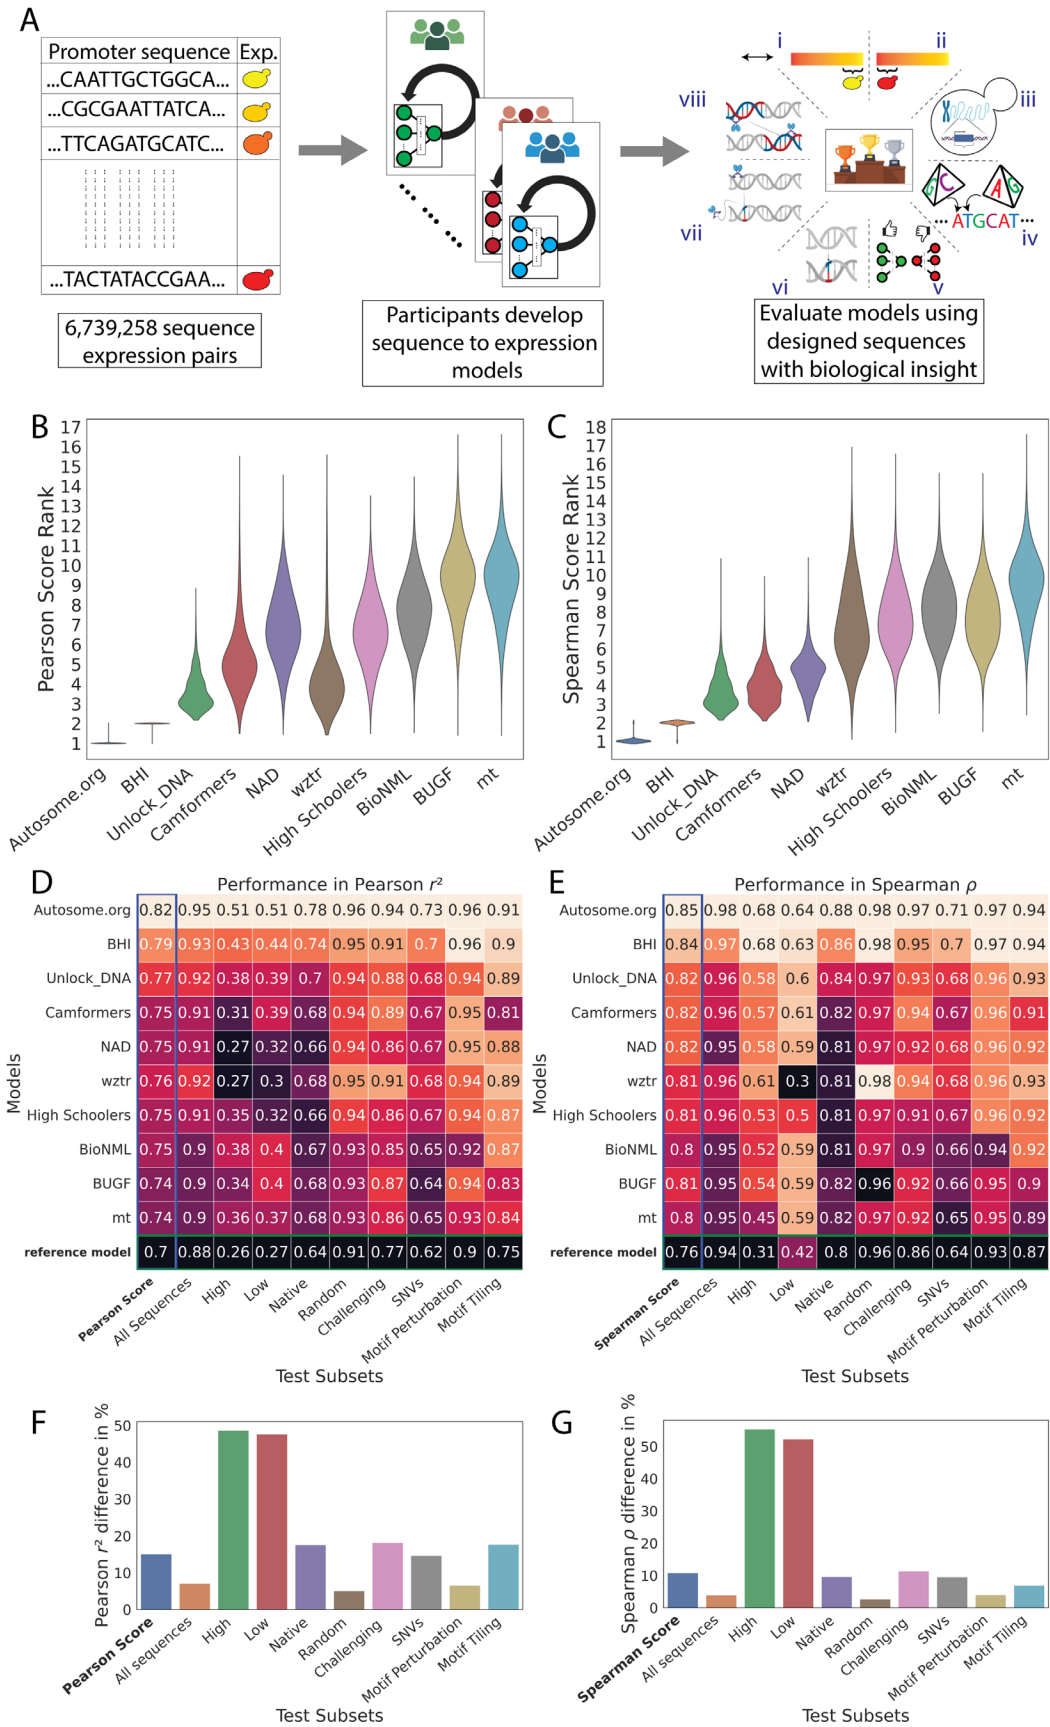 A
Promoter sequence Exp.
...CAATTGCTGGCA...
...CGCGAATTATCA...
...TTCAGATGCATC...
...TACTATACCGAA...
6,739,258 sequence
expression pairs
Participants develop
sequence to expression
models
i
ii
iii
iv
v
vi
vii
viii
G C A G
... ATGCAT...
Evaluate models using
designed sequences
with biological insight
B
Pearson Score Rank
17
16
15
14
13
12
11
10
9
8
7
6
5
4
3
2
1
Autosome.org
BHI
Unlock_DNA
Camformers
NAD
wztr
High Schoolers
BioNML
BUGF
mt
C
Spearman Score Rank
18
17
16
15
14
13
12
11
10
9
8
7
6
5
4
3
2
1
Autosome.org
BHI
Unlock_DNA
Camformers
NAD
wztr
High Schoolers
BioNML
BUGF
mt
D
Performance in Pearson r²
Models
Autosome.org 0.82 0.95 0.51 0.51 0.78 0.96 0.94 0.73 0.96 0.91
BHI 0.79 0.93 0.43 0.44 0.74 0.95 0.91 0.7 0.96 0.9
Unlock_DNA 0.77 0.92 0.38 0.39 0.7 0.94 0.88 0.68 0.94 0.89
Camformers 0.75 0.91 0.31 0.39 0.68 0.94 0.89 0.67 0.95 0.81
NAD 0.75 0.91 0.27 0.32 0.66 0.94 0.86 0.67 0.95 0.88
wztr 0.76 0.92 0.27 0.3 0.68 0.95 0.91 0.68 0.94 0.89
High Schoolers 0.75 0.91 0.35 0.32 0.66 0.94 0.86 0.67 0.94 0.87
BioNML 0.75 0.9 0.38 0.4 0.67 0.93 0.85 0.65 0.92 0.87
BUGF 0.74 0.9 0.34 0.4 0.68 0.93 0.87 0.64 0.94 0.83
mt 0.74 0.9 0.36 0.37 0.68 0.93 0.86 0.65 0.93 0.84
reference model 0.7 0.88 0.26 0.27 0.64 0.91 0.77 0.62 0.9 0.75
Pearson Score
All Sequences
High
Low
Native
Random
Challenging
SNVs
Motif Perturbation
Motif Tiling
Test Subsets
E
Performance in Spearman ρ
Models
Autosome.org 0.85 0.98 0.68 0.64 0.88 0.98 0.97 0.71 0.97 0.94
BHI 0.84 0.97 0.68 0.63 0.86 0.98 0.95 0.7 0.97 0.94
Unlock_DNA 0.82 0.96 0.58 0.6 0.84 0.97 0.93 0.68 0.96 0.93
Camformers 0.82 0.96 0.57 0.61 0.82 0.97 0.94 0.67 0.96 0.91
NAD 0.82 0.95 0.58 0.59 0.81 0.97 0.92 0.68 0.96 0.92
wztr 0.81 0.96 0.61 0.3 0.81 0.98 0.94 0.68 0.96 0.93
High Schoolers 0.81 0.96 0.53 0.5 0.81 0.97 0.91 0.67 0.96 0.92
BioNML 0.8 0.95 0.52 0.59 0.81 0.97 0.9 0.66 0.94 0.92
BUGF 0.81 0.95 0.54 0.59 0.82 0.96 0.92 0.66 0.95 0.9
mt 0.8 0.95 0.45 0.59 0.82 0.97 0.92 0.65 0.95 0.89
reference model 0.76 0.94 0.31 0.42 0.8 0.96 0.86 0.64 0.93 0.87
Spearman Score
All Sequences
High
Low
Native
Random
Challenging
SNVs
Motif Perturbation
Motif Tiling
Test Subsets
F
Pearson r² difference in %
50
40
30
20
10
0
Pearson Score
All sequences
High
Low
Native
Random
Challenging
SNVs
Motif Perturbation
Motif Tiling
Test Subsets
G
Spearman ρ difference in %
50
40
30
20
10
0
Spearman Score
All sequences
High
Low
Native
Random
Challenging
SNVs
Motif Perturbation
Motif Tiling
Test Subsets